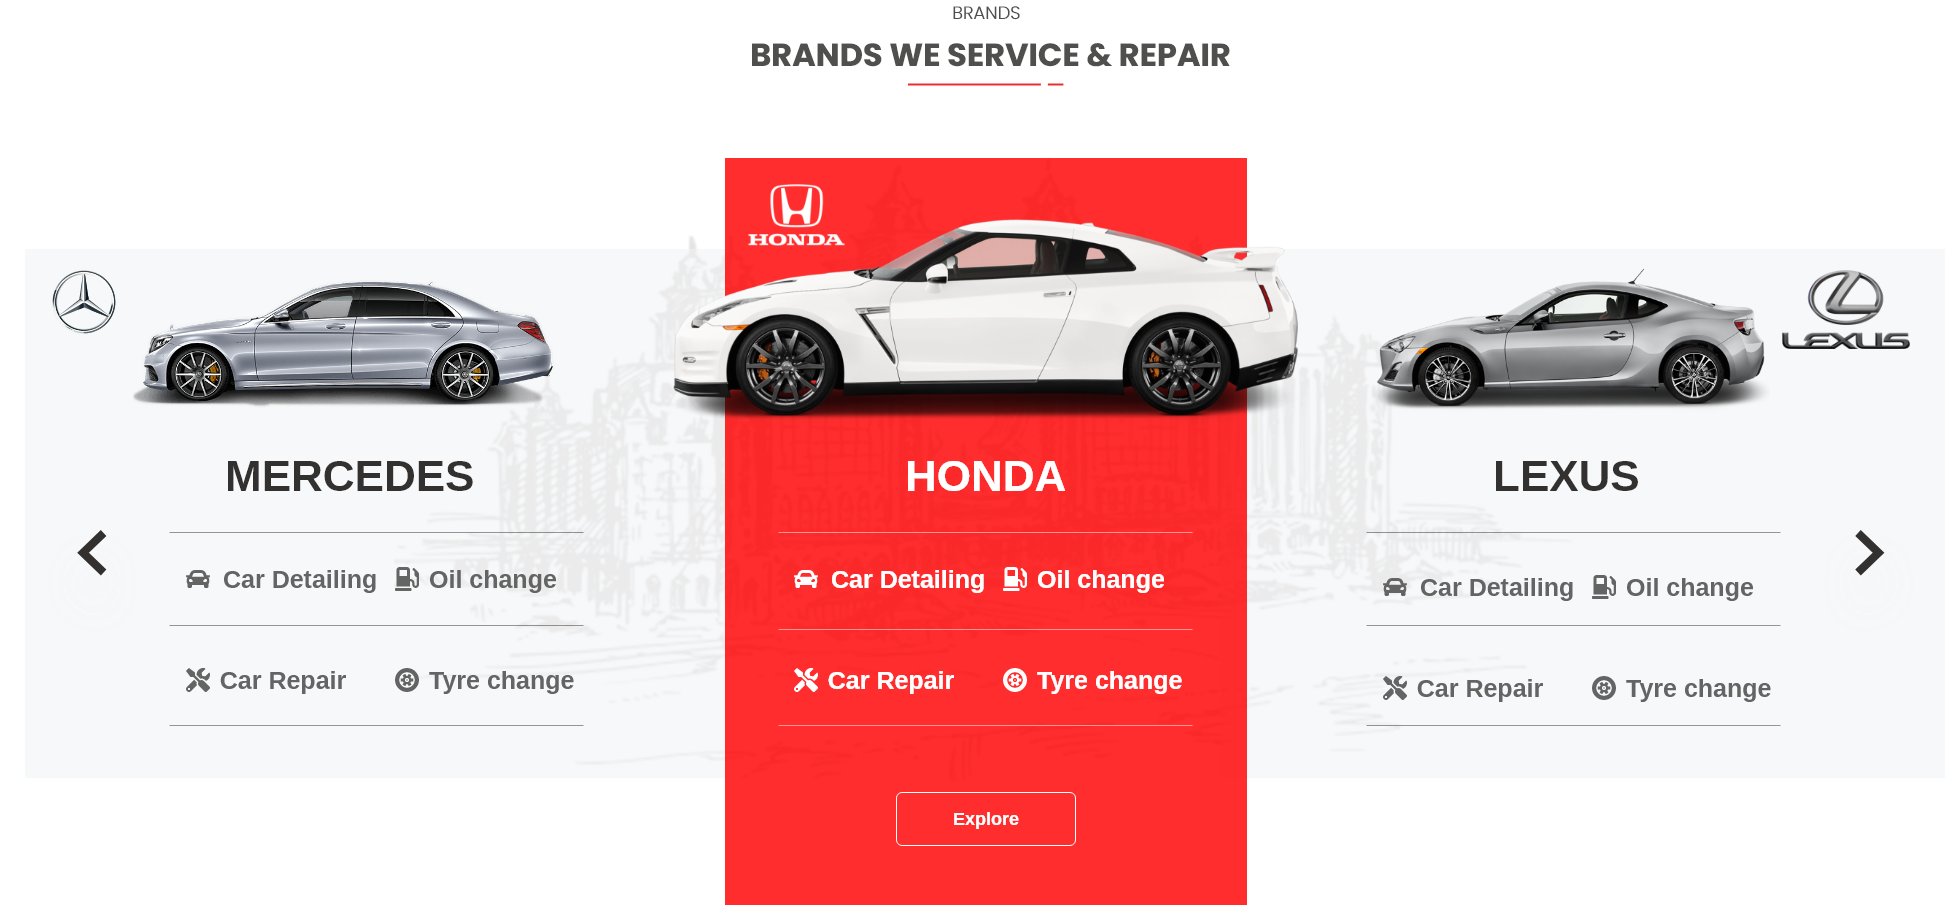 BRANDS
BRANDS WE SERVICE & REPAIR
HONDA
LEXUS
MERCEDES
HONDA
LEXUS
Car Detailing
Oil change
Car Detailing
Oil change
Car Detailing
Oil change
Car Repair
Tyre change
Car Repair
Tyre change
Car Repair
Tyre change
Explore